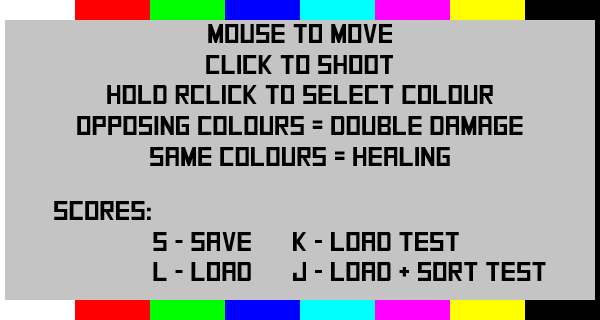 MOUSE TO MOVE
CLICK TO SHOOT
HOLD RCLICK TO SELECT COLOUR
OPPOSING COLOURS = DOUBLE DAMAGE
SAME COLOURS = HEALING
SCORES:
S - SAVE K - LOAD TEST
L - LOAD J - LOAD + SORT TEST